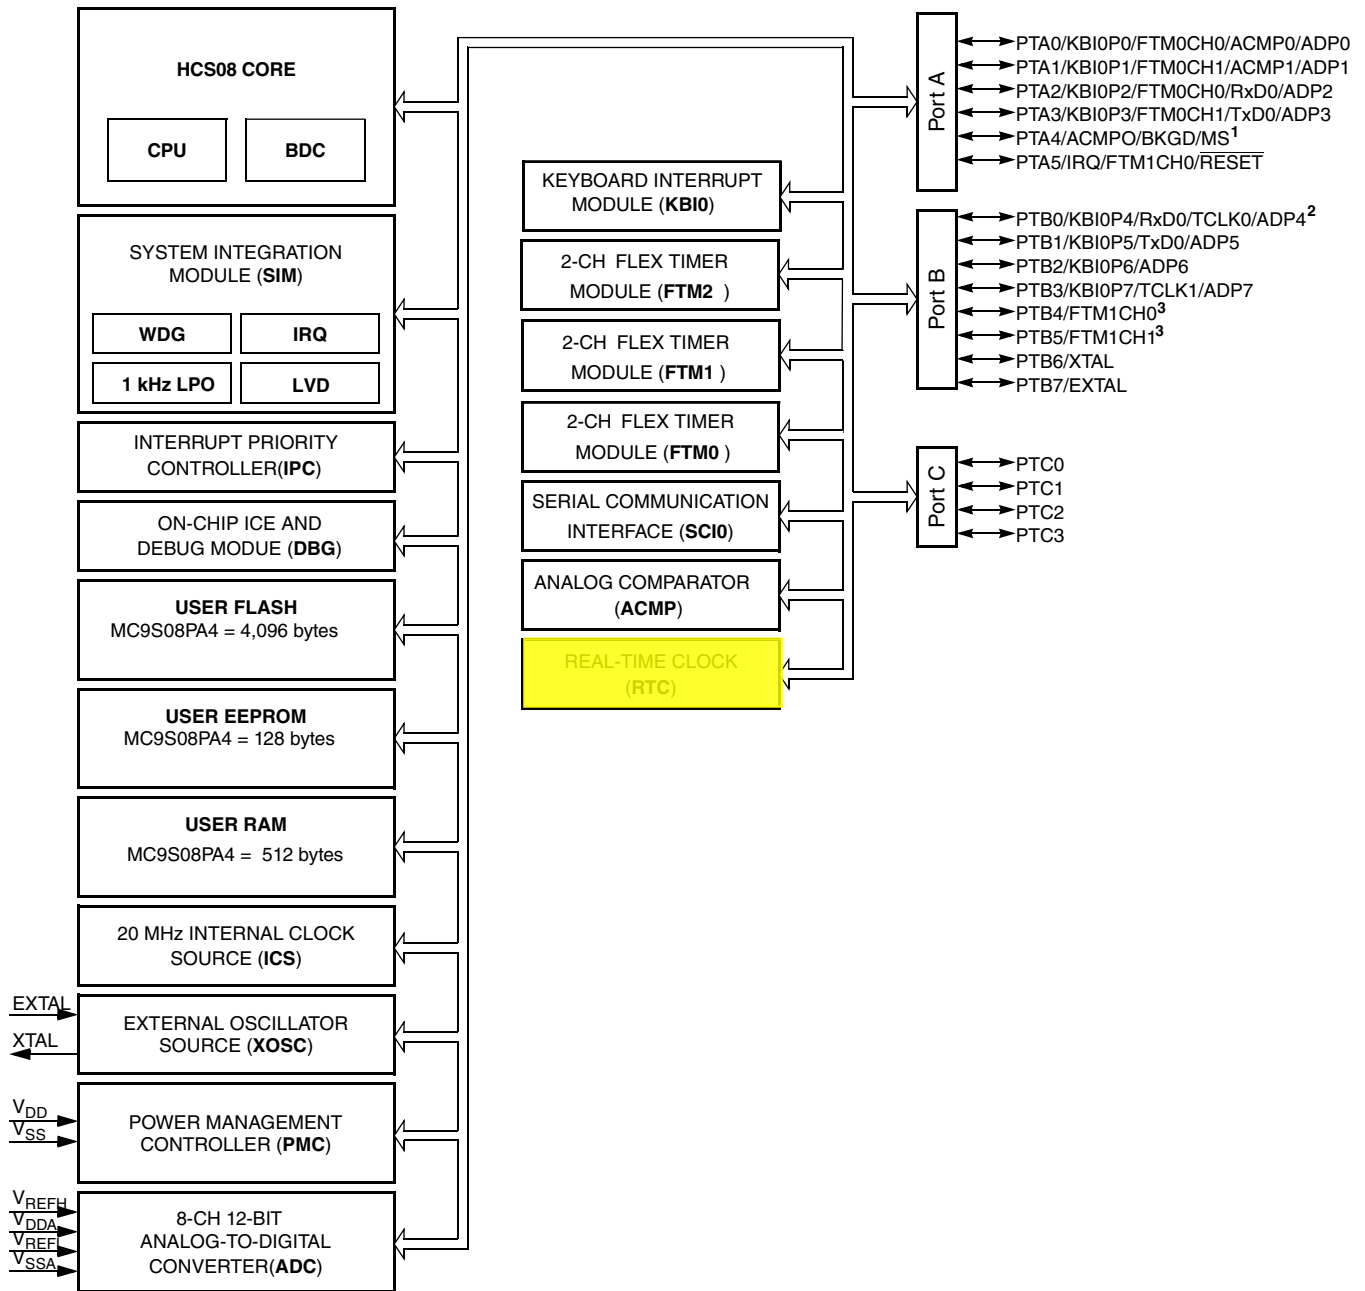 HCS08 CORE
CPU
BDC
SYSTEM INTEGRATION
MODULE (SIM)
WDG
IRQ
1 kHz LPO
LVD
INTERRUPT PRIORITY
CONTROLLER(IPC)
ON-CHIP ICE AND
DEBUG MODUE (DBG)
USER FLASH
MC9S08PA4 = 4,096 bytes
USER EEPROM
MC9S08PA4 = 128 bytes
USER RAM
MC9S08PA4 = 512 bytes
20 MHz INTERNAL CLOCK
SOURCE (ICS)
EXTAL
XTAL
EXTERNAL OSCILLATOR
SOURCE (XOSC)
VDD
VSS
POWER MANAGEMENT
CONTROLLER (PMC)
VREFH
VDDA
VREFL
VSSA
8-CH 12-BIT
ANALOG-TO-DIGITAL
CONVERTER(ADC)
KEYBOARD INTERRUPT
MODULE (KBI0)
2-CH FLEX TIMER
MODULE (FTM2 )
2-CH FLEX TIMER
MODULE (FTM1 )
2-CH FLEX TIMER
MODULE (FTM0 )
SERIAL COMMUNICATION
INTERFACE (SCI0)
ANALOG COMPARATOR
(ACMP)
REAL-TIME CLOCK
(RTC)
Port A
PTA0/KBI0P0/FTM0CH0/ACMP0/ADP0
PTA1/KBI0P1/FTM0CH1/ACMP1/ADP1
PTA2/KBI0P2/FTM0CH0/RxD0/ADP2
PTA3/KBI0P3/FTM0CH1/TxD0/ADP3
PTA4/ACMPO/BKGD/MS1
PTA5/IRQ/FTM1CH0/RESET
Port B
PTB0/KBI0P4/RxD0/TCLK0/ADP42
PTB1/KBI0P5/TxD0/ADP5
PTB2/KBI0P6/ADP6
PTB3/KBI0P7/TCLK1/ADP7
PTB4/FTM1CH03
PTB5/FTM1CH13
PTB6/XTAL
PTB7/EXTAL
Port C
PTC0
PTC1
PTC2
PTC3